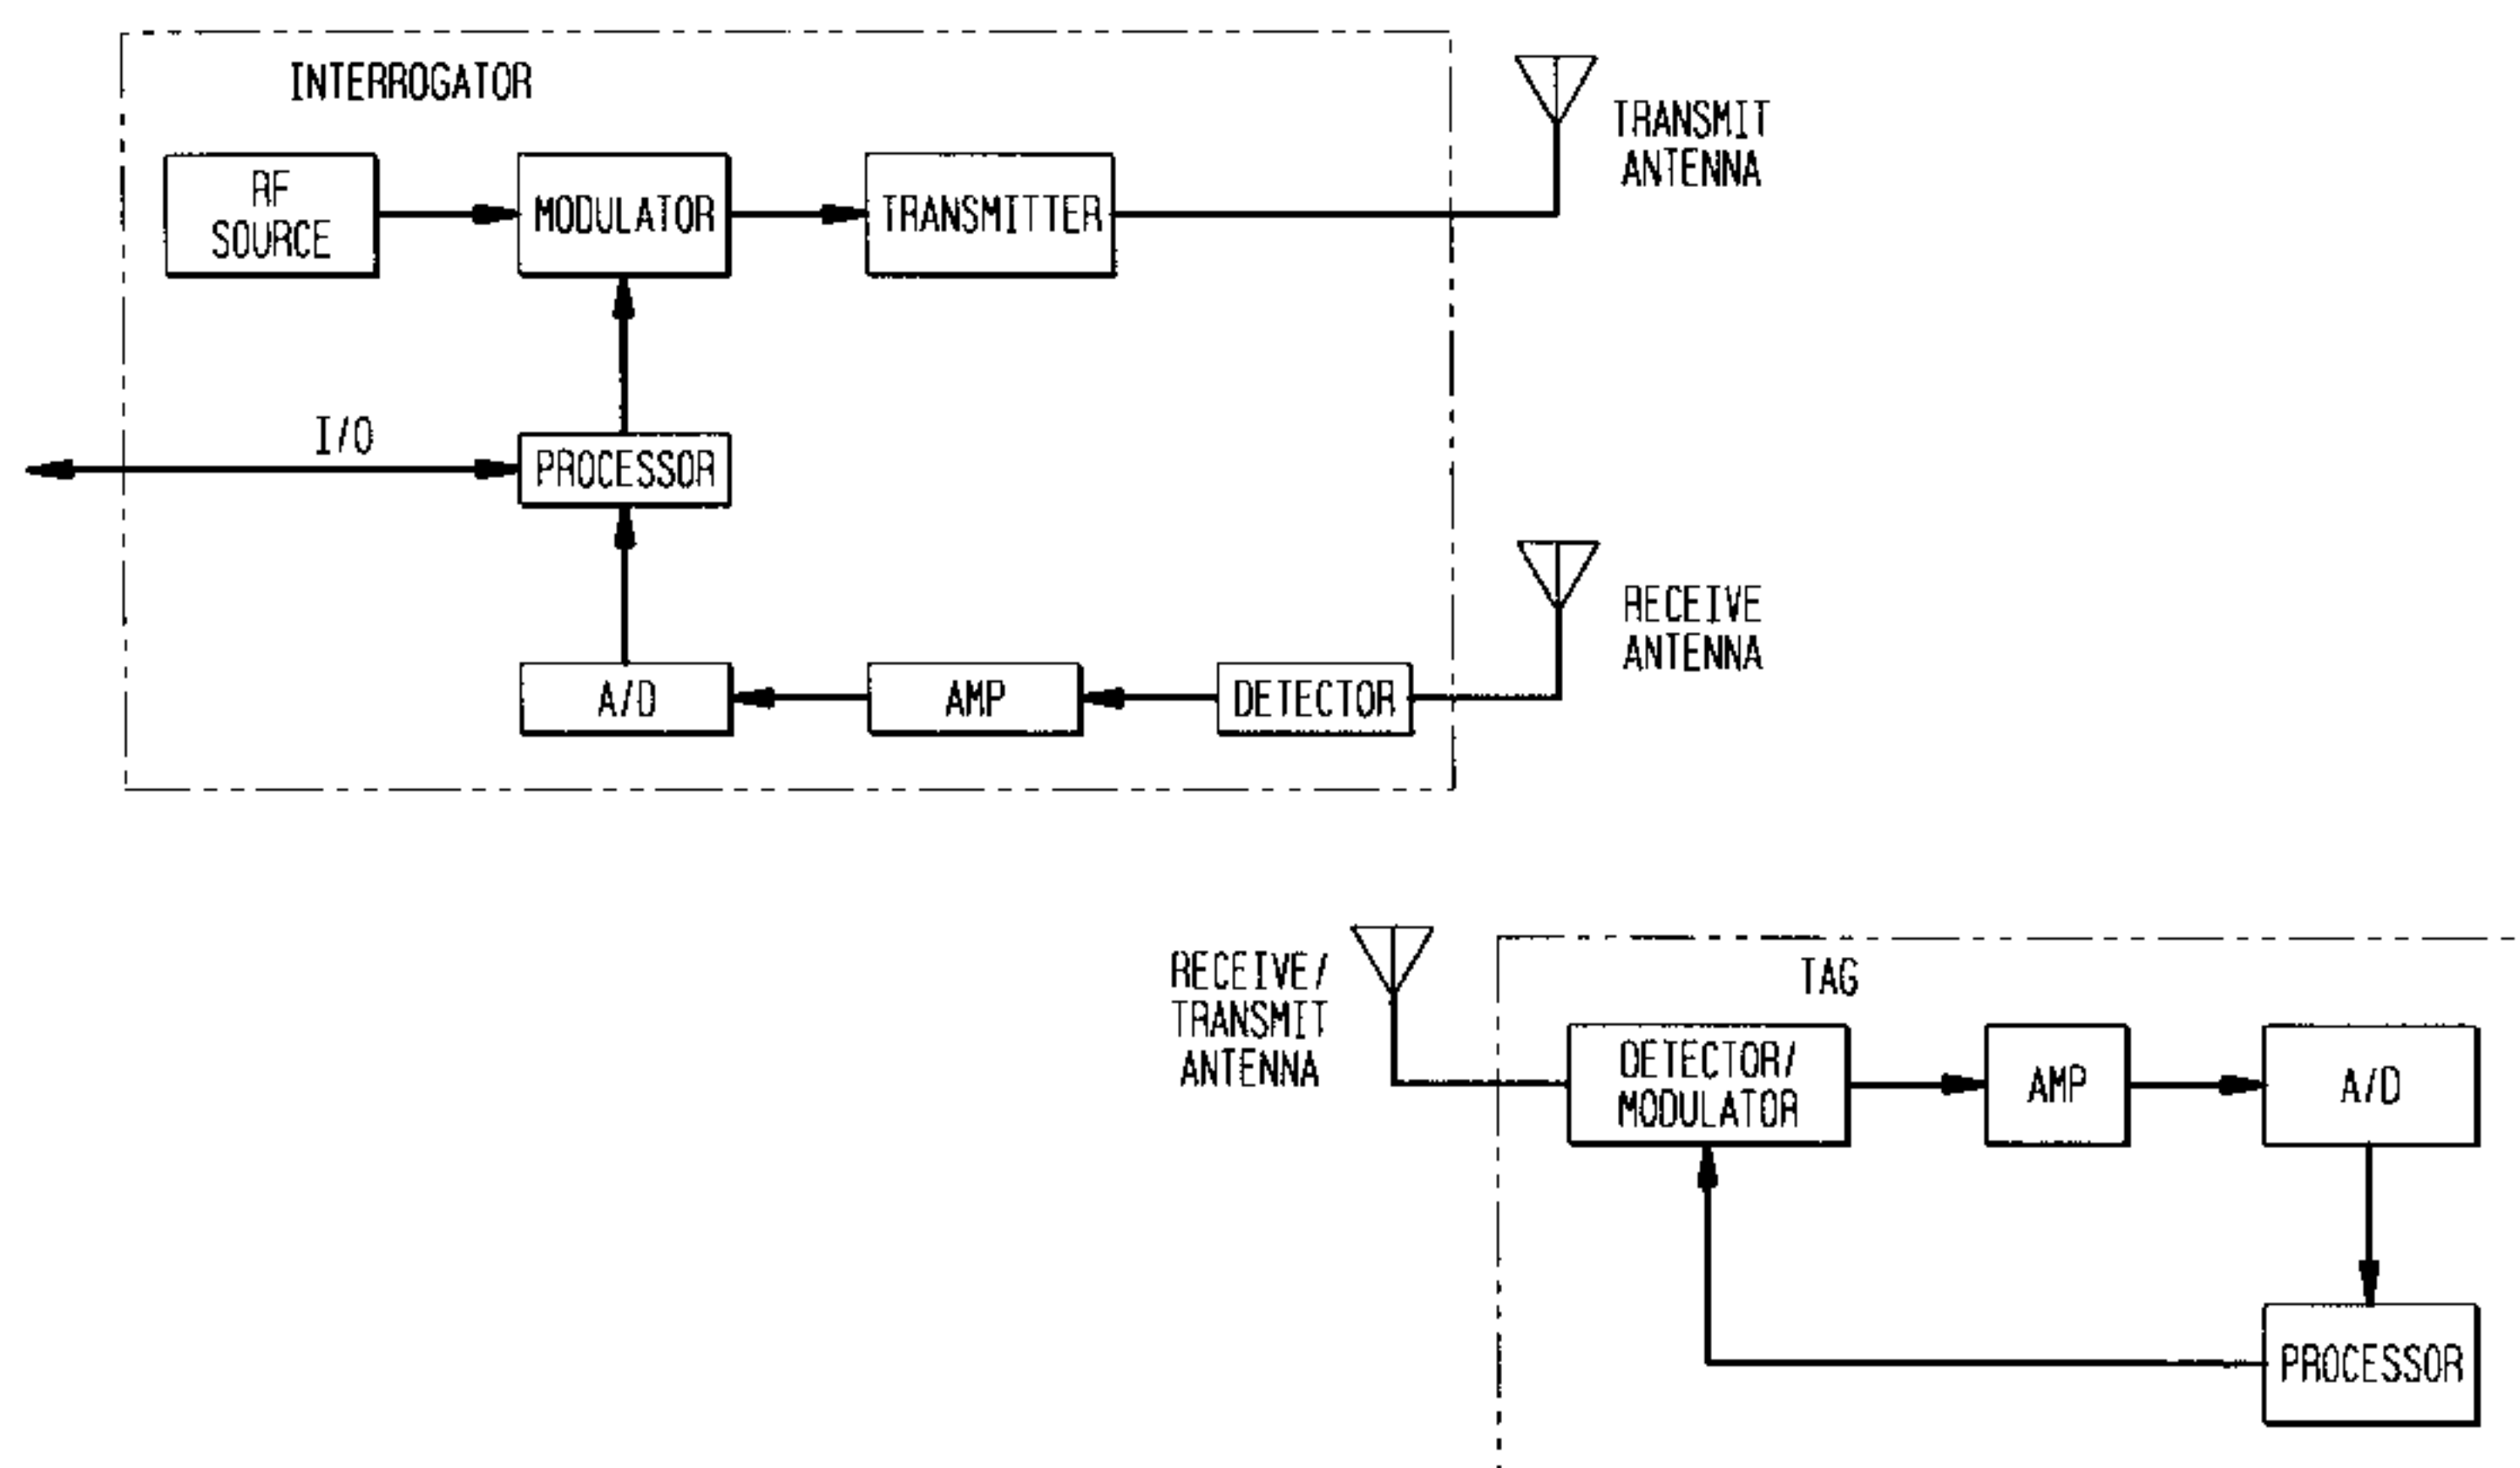 INTERROGATOR
RF
SOURCE
MODULATOR
TRANSMITTER
TRANSMIT
ANTENNA
I/O
PROCESSOR
RECEIVE
ANTENNA
A/D
AMP
DETECTOR
RECEIVE/
TRANSMIT
ANTENNA
TAG
DETECTOR/
MODULATOR
AMP
A/D
PROCESSOR